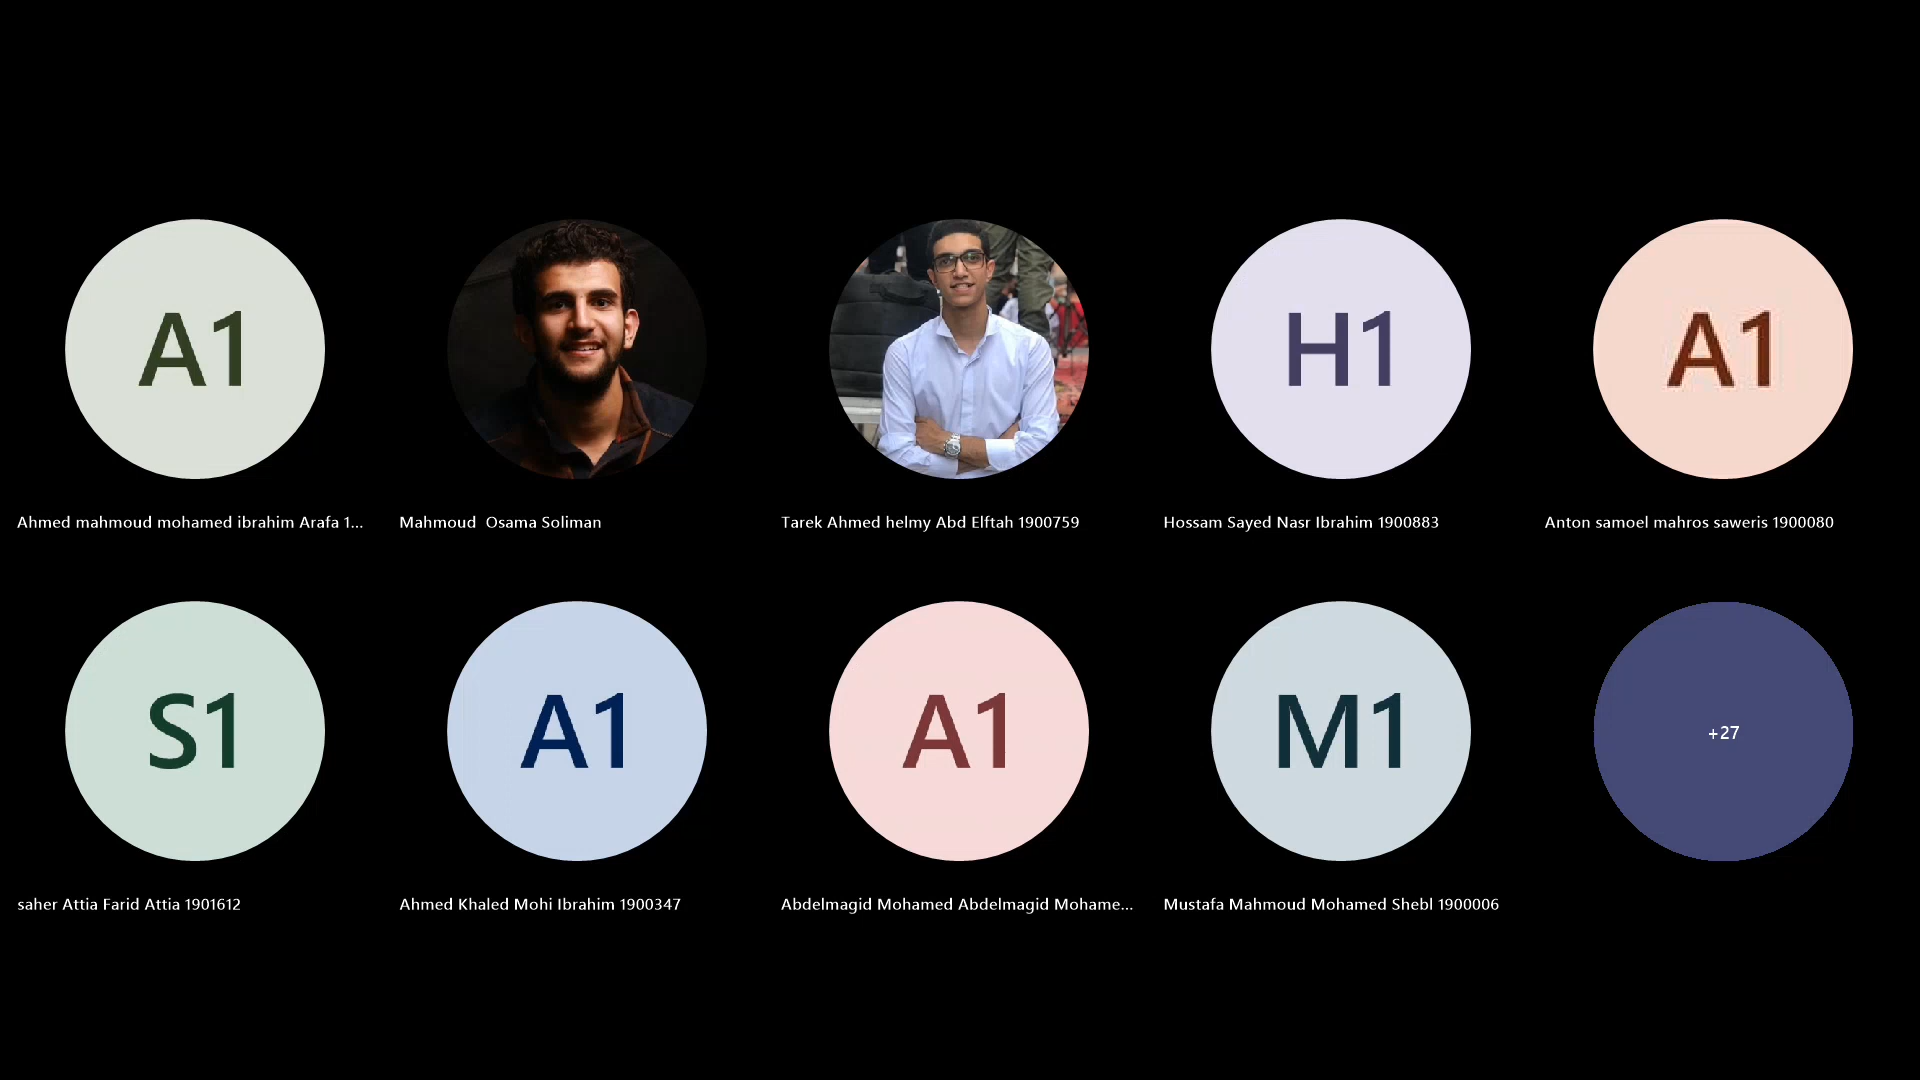 A1
H1
A1
Ahmed mahmoud mohamed ibrahim Arafa 1...
Mahmoud  Osama Soliman
Tarek Ahmed helmy Abd Elftah 1900759
Hossam Sayed Nasr Ibrahim 1900883
Anton samoel mahros saweris 1900080
S1
A1
A1
M1
+27
saher Attia Farid Attia 1901612
Ahmed Khaled Mohi Ibrahim 1900347
Abdelmagid Mohamed Abdelmagid Mohame...
Mustafa Mahmoud Mohamed Shebl 1900006